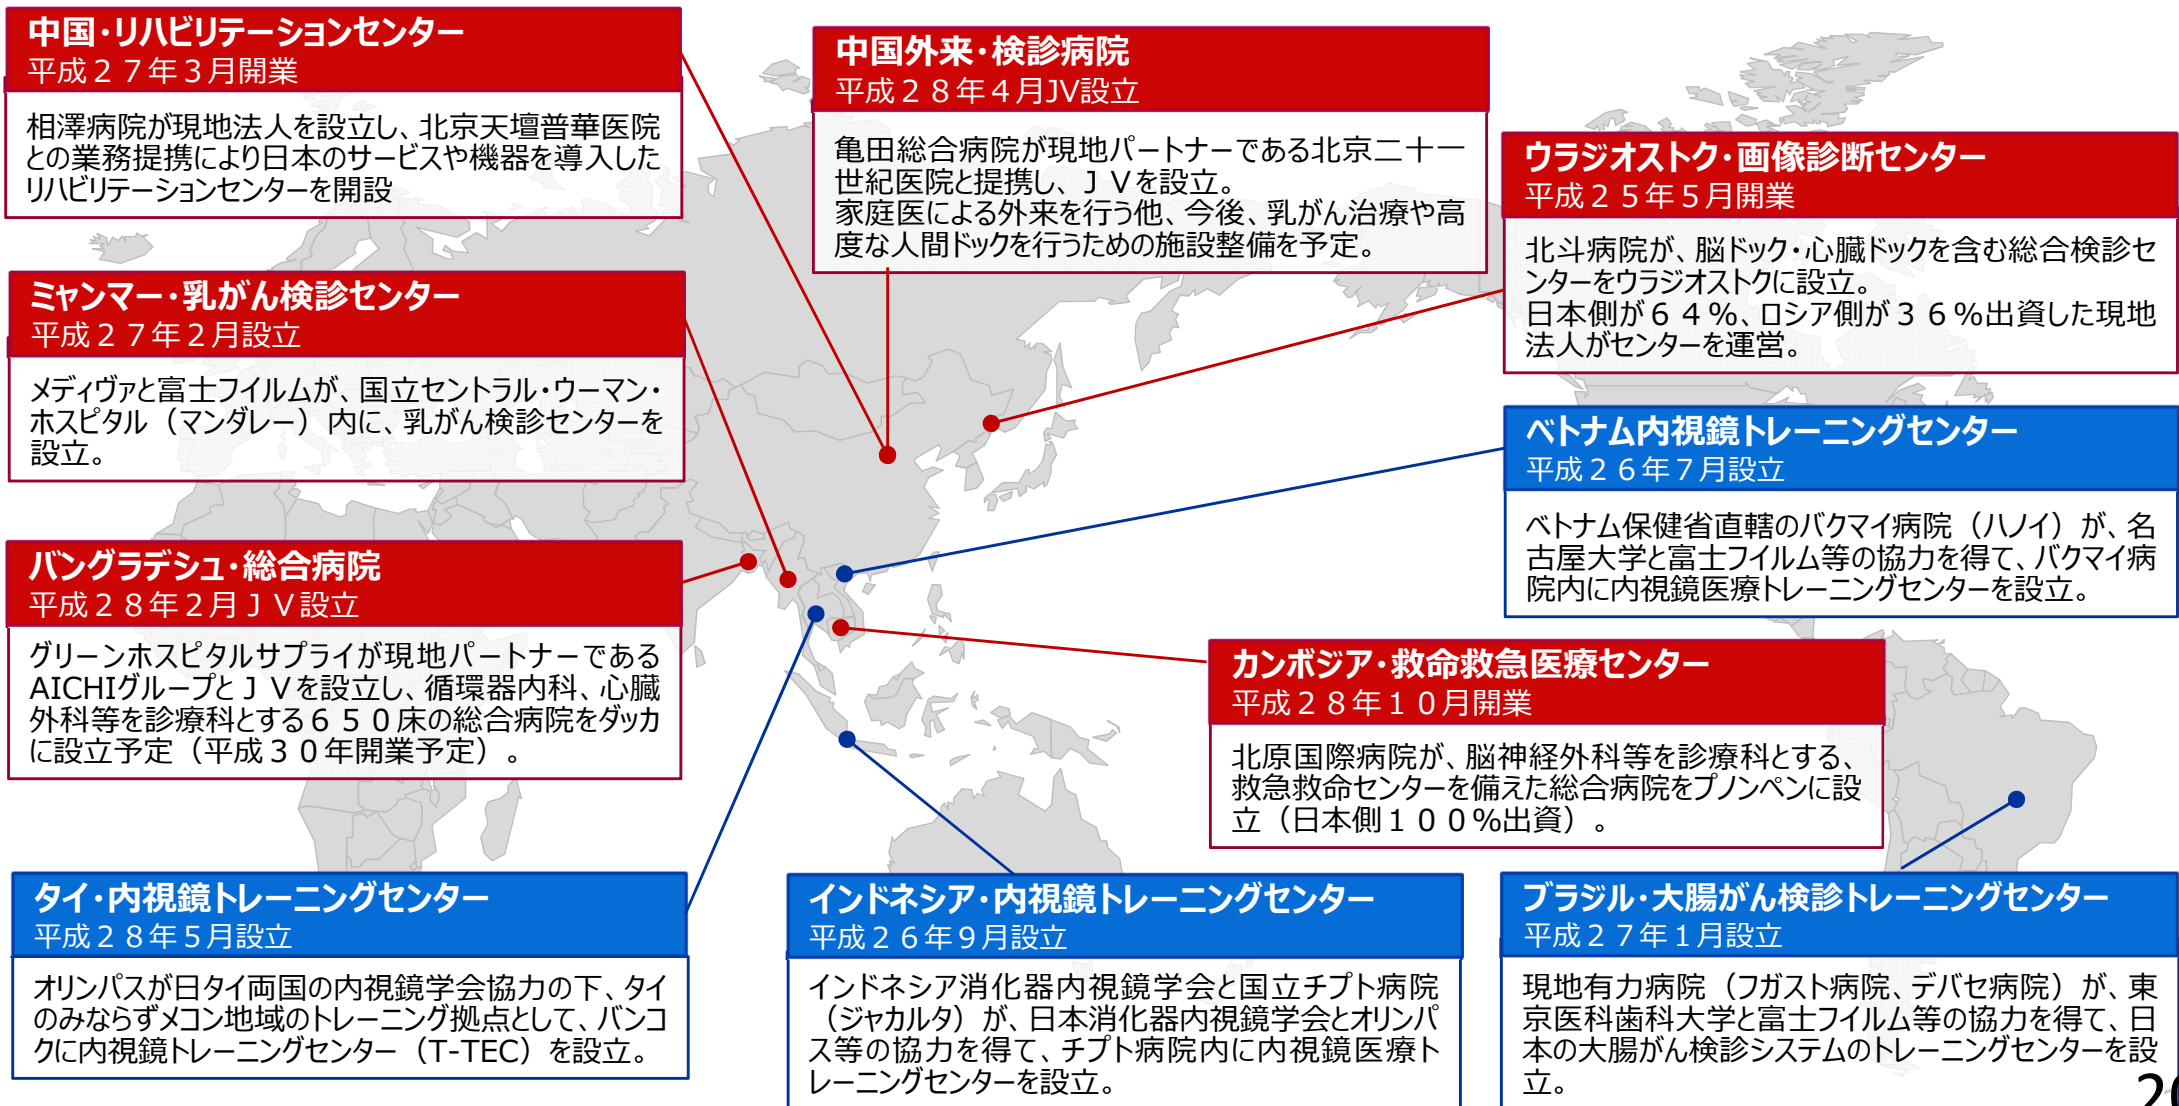 中国・リハビリテーションセンター
平成２７年３月開業
相澤病院が現地法人を設立し、北京天壇普華医院
との業務提携により日本のサービスや機器を導入した
リハビリテーションセンターを開設
中国外来・検診病院
平成２８年４月JV設立
亀田総合病院が現地パートナーである北京二十一
世紀医院と提携し、ＪＶを設立。
家庭医による外来を行う他、今後、乳がん治療や高
度な人間ドックを行うための施設整備を予定。
ウラジオストク・画像診断センター
平成２５年５月開業
北斗病院が、脳ドック・心臓ドックを含む総合検診セ
ンターをウラジオストクに設立。
日本側が６４％、ロシア側が３６％出資した現地
法人がセンターを運営。
ミャンマー・乳がん検診センター
平成２７年２月設立
メディヴァと富士フイルムが、国立セントラル・ウーマン・
ホスピタル（マンダレー）内に、乳がん検診センターを
設立。
ベトナム内視鏡トレーニングセンター
平成２６年７月設立
ベトナム保健省直轄のバクマイ病院（ハノイ）が、名
古屋大学と富士フイルム等の協力を得て、バクマイ病
院内に内視鏡医療トレーニングセンターを設立。
バングラデシュ・総合病院
平成２８年２月ＪＶ設立
グリーンホスピタルサプライが現地パートナーである
AICHIグループとＪＶを設立し、循環器内科、心臓
外科等を診療科とする６５０床の総合病院をダッカ
に設立予定（平成３０年開業予定）。
カンボジア・救命救急医療センター
平成２８年１０月開業
北原国際病院が、脳神経外科等を診療科とする、
救急救命センターを備えた総合病院をプノンペンに設
立（日本側１００％出資）。
タイ・内視鏡トレーニングセンター
平成２８年５月設立
オリンパスが日タイ両国の内視鏡学会協力の下、タイ
のみならずメコン地域のトレーニング拠点として、バンコ
クに内視鏡トレーニングセンター（T-TEC）を設立。
インドネシア・内視鏡トレーニングセンター
平成２６年９月設立
インドネシア消化器内視鏡学会と国立チプト病院
（ジャカルタ）が、日本消化器内視鏡学会とオリンパ
ス等の協力を得て、チプト病院内に内視鏡医療ト
レーニングセンターを設立。
ブラジル・大腸がん検診トレーニングセンター
平成２７年１月設立
現地有力病院（フガスト病院、デバセ病院）が、東
京医科歯科大学と富士フイルム等の協力を得て、日
本の大腸がん検診システムのトレーニングセンターを設
立。